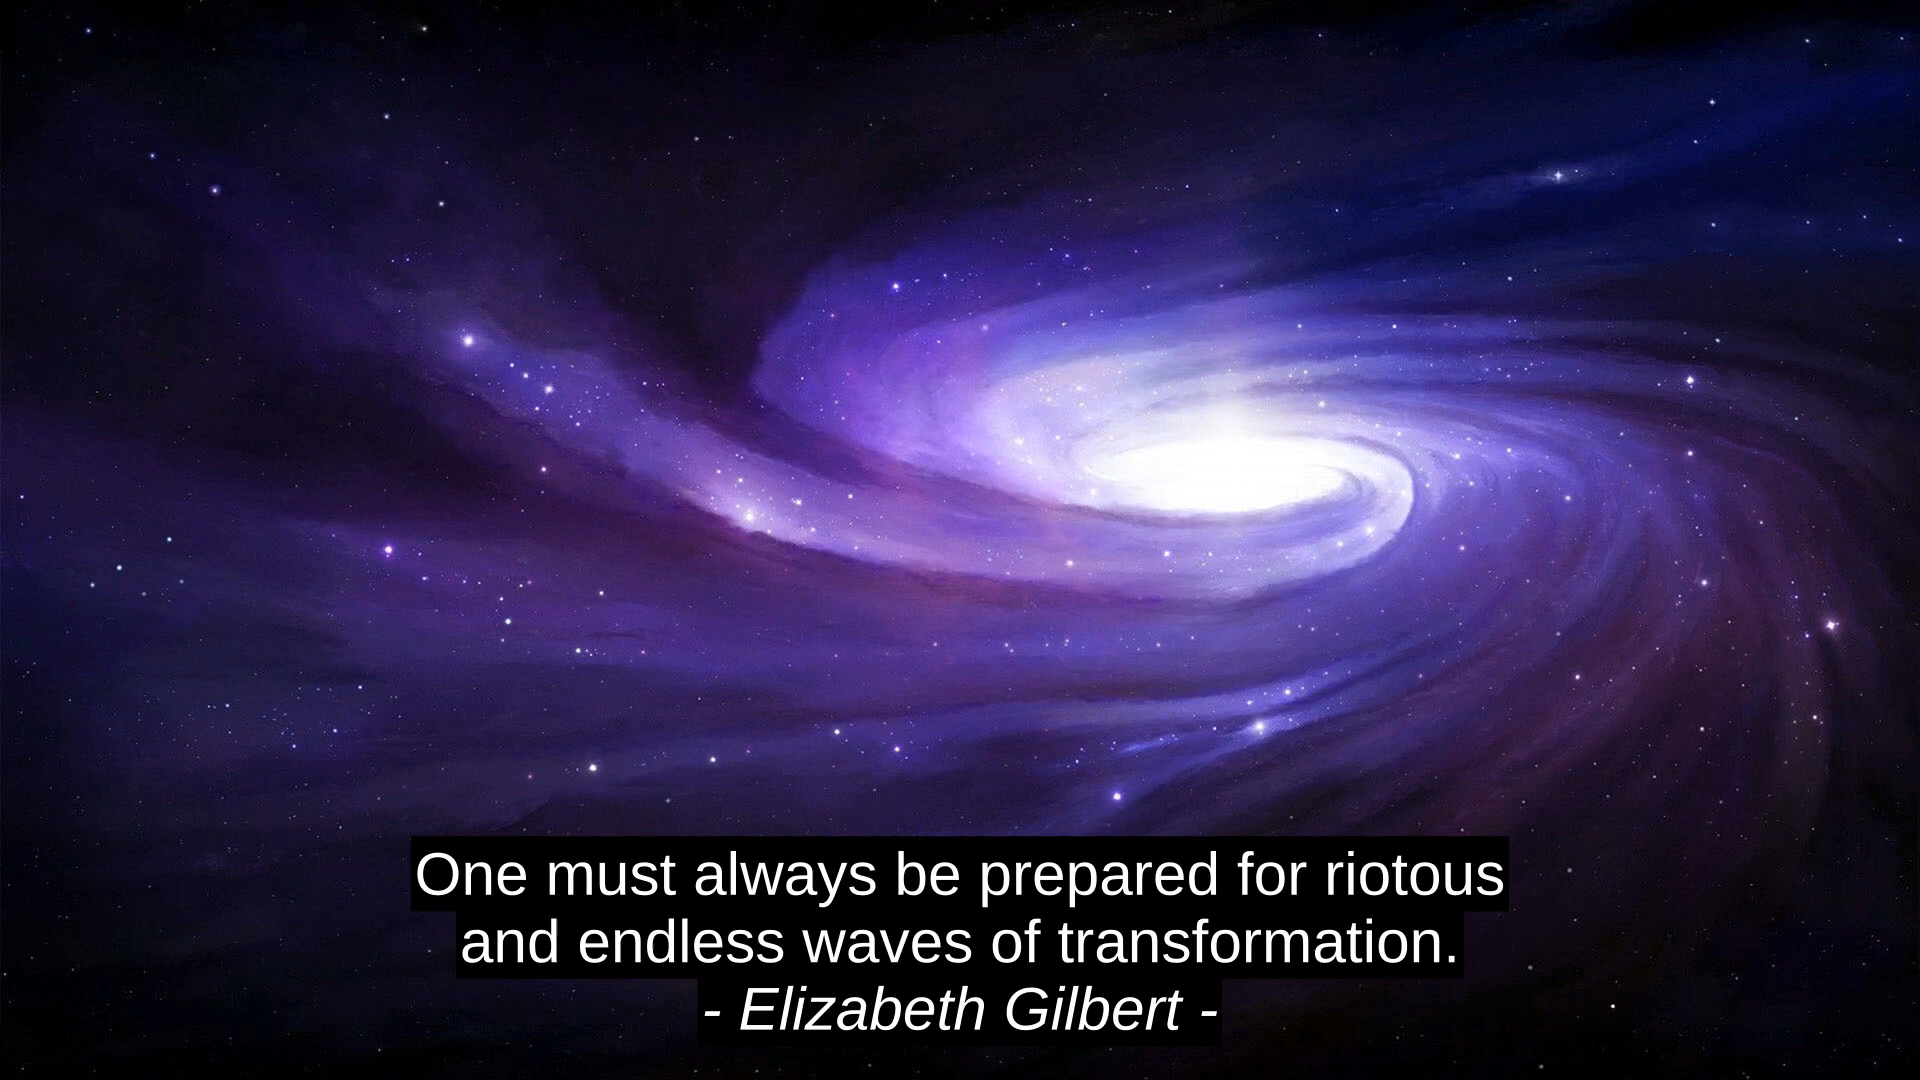 One must always be prepared for riotous
and endless waves of transformation.
- Elizabeth Gilbert -